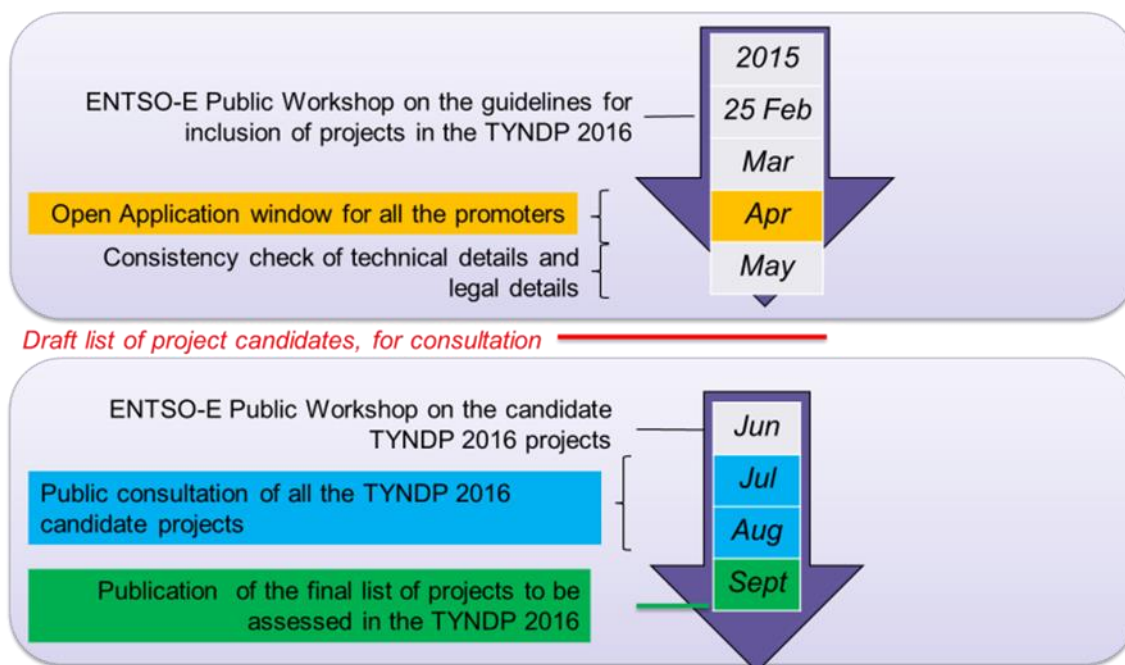 2015
ENTSO-E Public Workshop on the guidelines for
inclusion of projects in the TYNDP 2016
25 Feb
Mar
Open Application window for all the promoters
Apr
Consistency check of technical details and
legal details
May
Draft list of project candidates, for consultation
ENTSO-E Public Workshop on the candidate
TYNDP 2016 projects
Jun
Public consultation of all the TYNDP 2016
candidate projects
Jul
Aug
Publication of the final list of projects to be
assessed in the TYNDP 2016
Sept